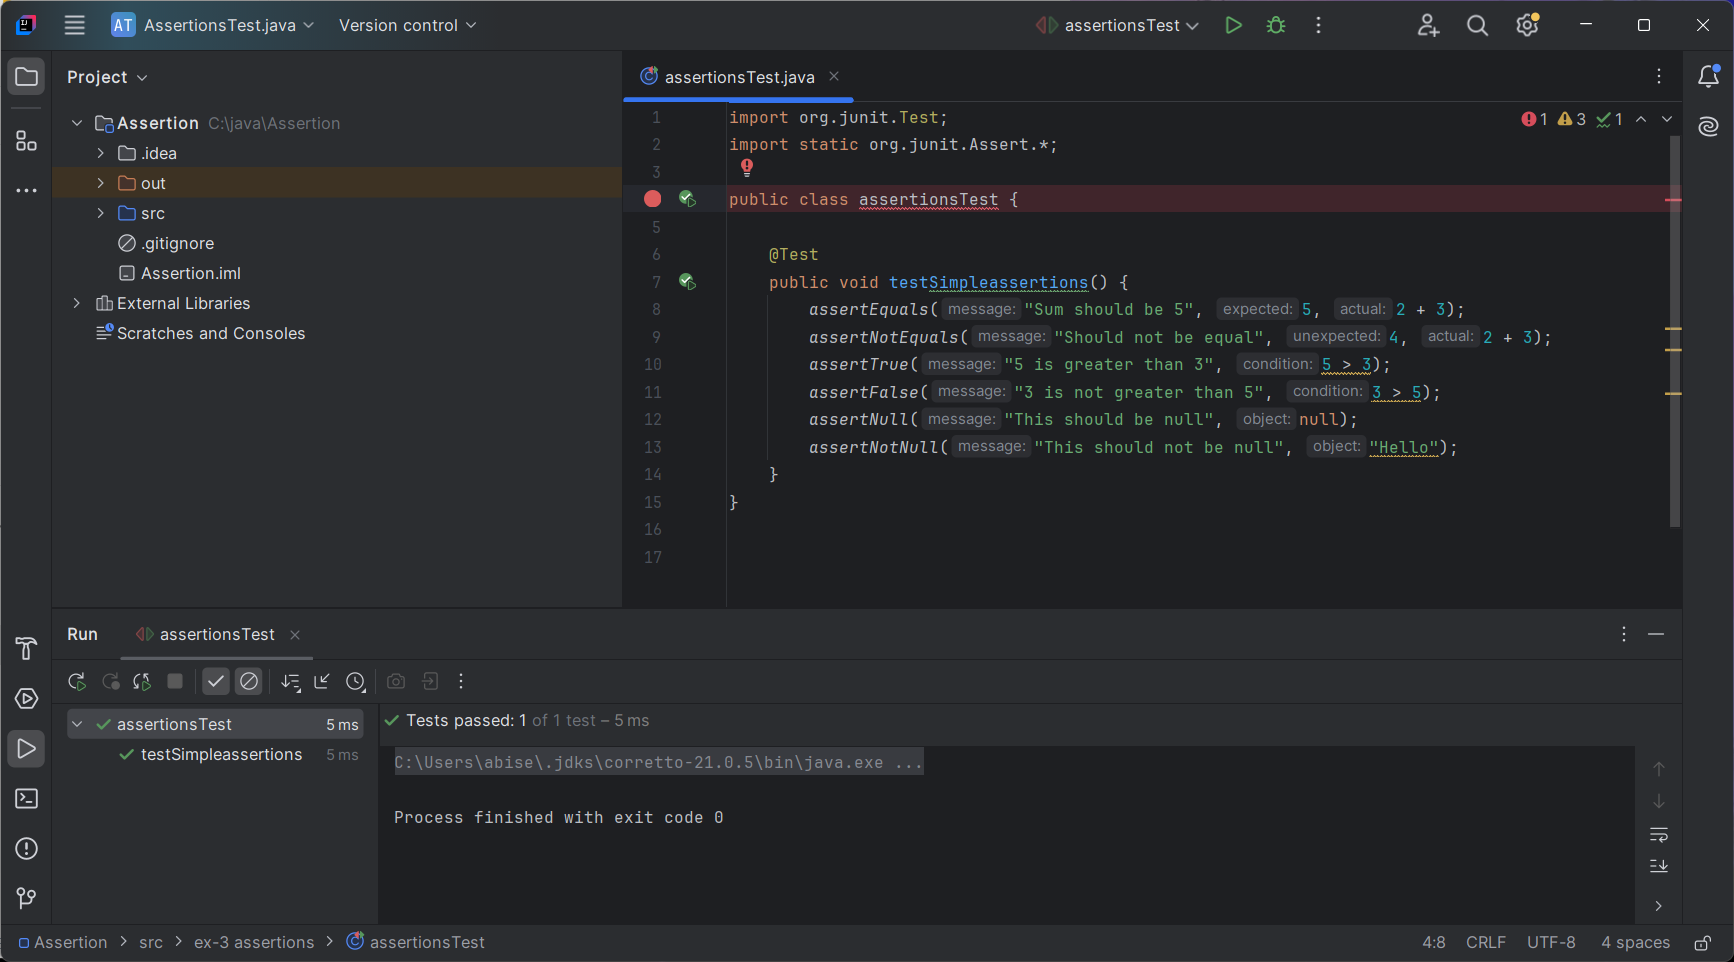 AT AssertionsTest.java Version control assertionsTest
Project
Assertion C:\java\Assertion
.idea
out
src
.gitignore
Assertion.iml
External Libraries
Scratches and Consoles
assertionsTest.java
1 3 1
1 import org.junit.Test;
2 import static org.junit.Assert.*;
3
public class assertionsTest {
5
6 @Test
7 public void testSimpleassertions() {
8 assertEquals( message: "Sum should be 5", expected: 5, actual: 2 + 3);
9 assertNotEquals( message: "Should not be equal", unexpected: 4, actual: 2 + 3);
10 assertTrue( message: "5 is greater than 3", condition: 5 > 3);
11 assertFalse( message: "3 is not greater than 5", condition: 3 > 5);
12 assertNull( message: "This should be null", object: null);
13 assertNotNull( message: "This should not be null", object: "Hello");
14 }
15 }
16
17
Run assertionsTest
assertionsTest 5 ms
testSimpleassertions 5 ms
Tests passed: 1 of 1 test – 5 ms
C:\Users\abise\.jdks\corretto-21.0.5\bin\java.exe ...
Process finished with exit code 0
Assertion > src > ex-3 assertions > assertionsTest
4:8 CRLF UTF-8 4 spaces